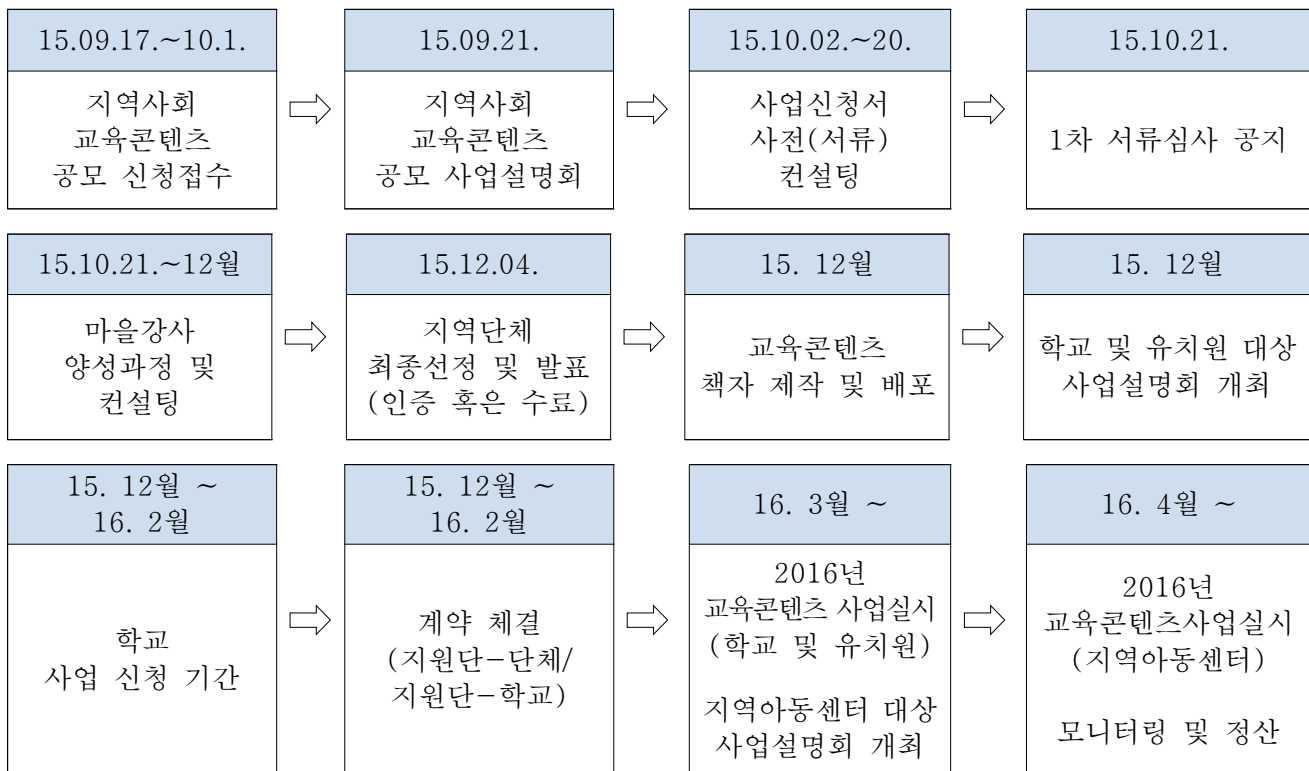 15.09.17.~10.1.
지역사회
교육콘텐츠
공모 신청접수
15.09.21.
지역사회
교육콘텐츠
공모 사업설명회
15.10.02.~20.
사업신청서
사전(서류)
컨설팅
15.10.21.
1차 서류심사 공지
15.10.21.~12월
마을강사
양성과정 및
컨설팅
15.12.04.
지역단체
최종선정 및 발표
(인증 혹은 수료)
15. 12월
교육콘텐츠
책자 제작 및 배포
15. 12월
학교 및 유치원 대상
사업설명회 개최
15. 12월 ~
16. 2월
학교
사업 신청 기간
15. 12월 ~
16. 2월
계약 체결
(지원단-단체/
지원단-학교)
16. 3월 ~
2016년
교육콘텐츠 사업실시
(학교 및 유치원)
지역아동센터 대상
사업설명회 개최
16. 4월 ~
2016년
교육콘텐츠사업실시
(지역아동센터)
모니터링 및 정산